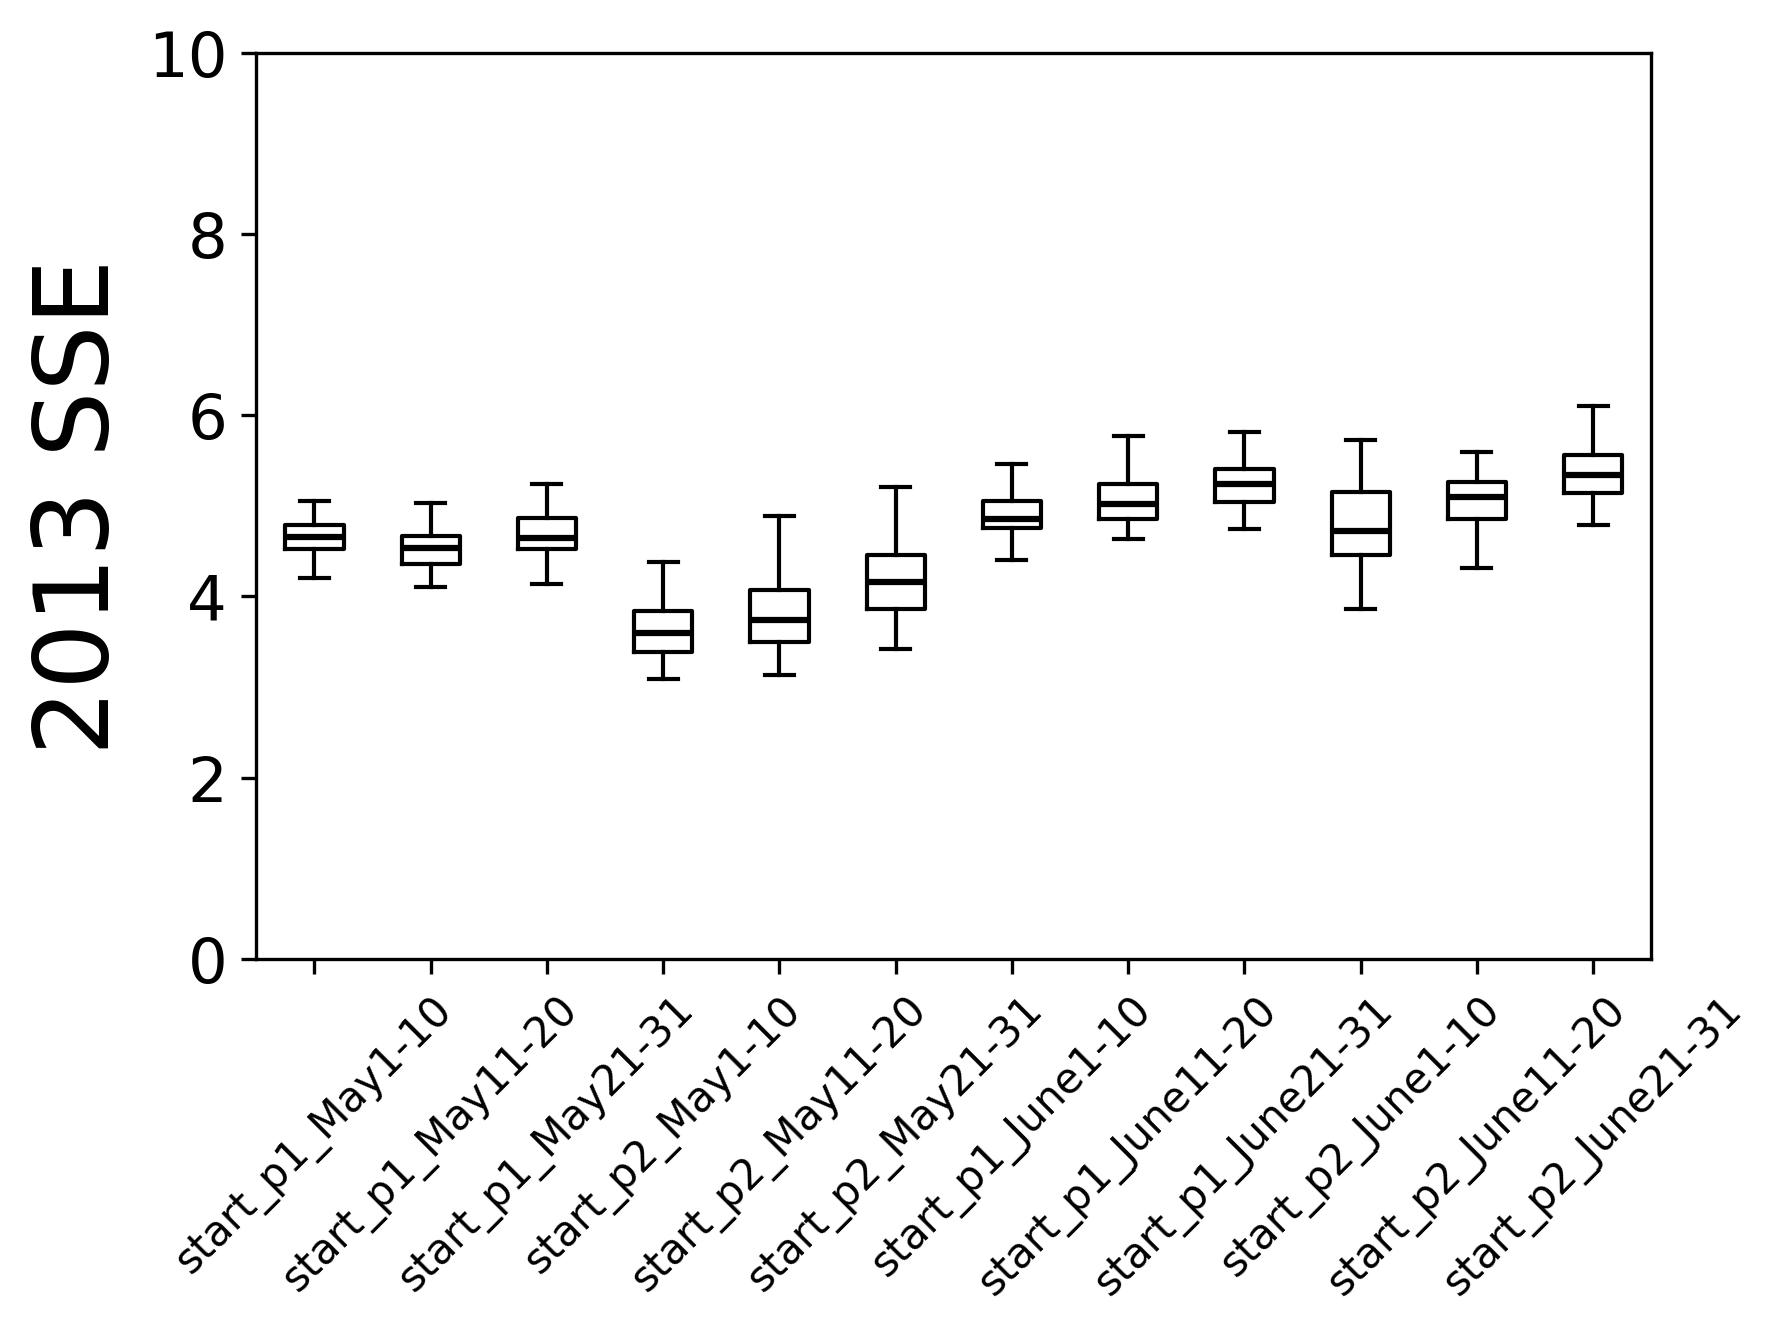 2013 SSE
10
8
6
4
2
0
start_p1_May1-10
start_p1_May11-20
start_p1_May21-31
start_p2_May1-10
start_p2_May11-20
start_p2_May21-31
start_p1_June1-10
start_p1_June11-20
start_p1_June21-31
start_p2_June1-10
start_p2_June11-20
start_p2_June21-31